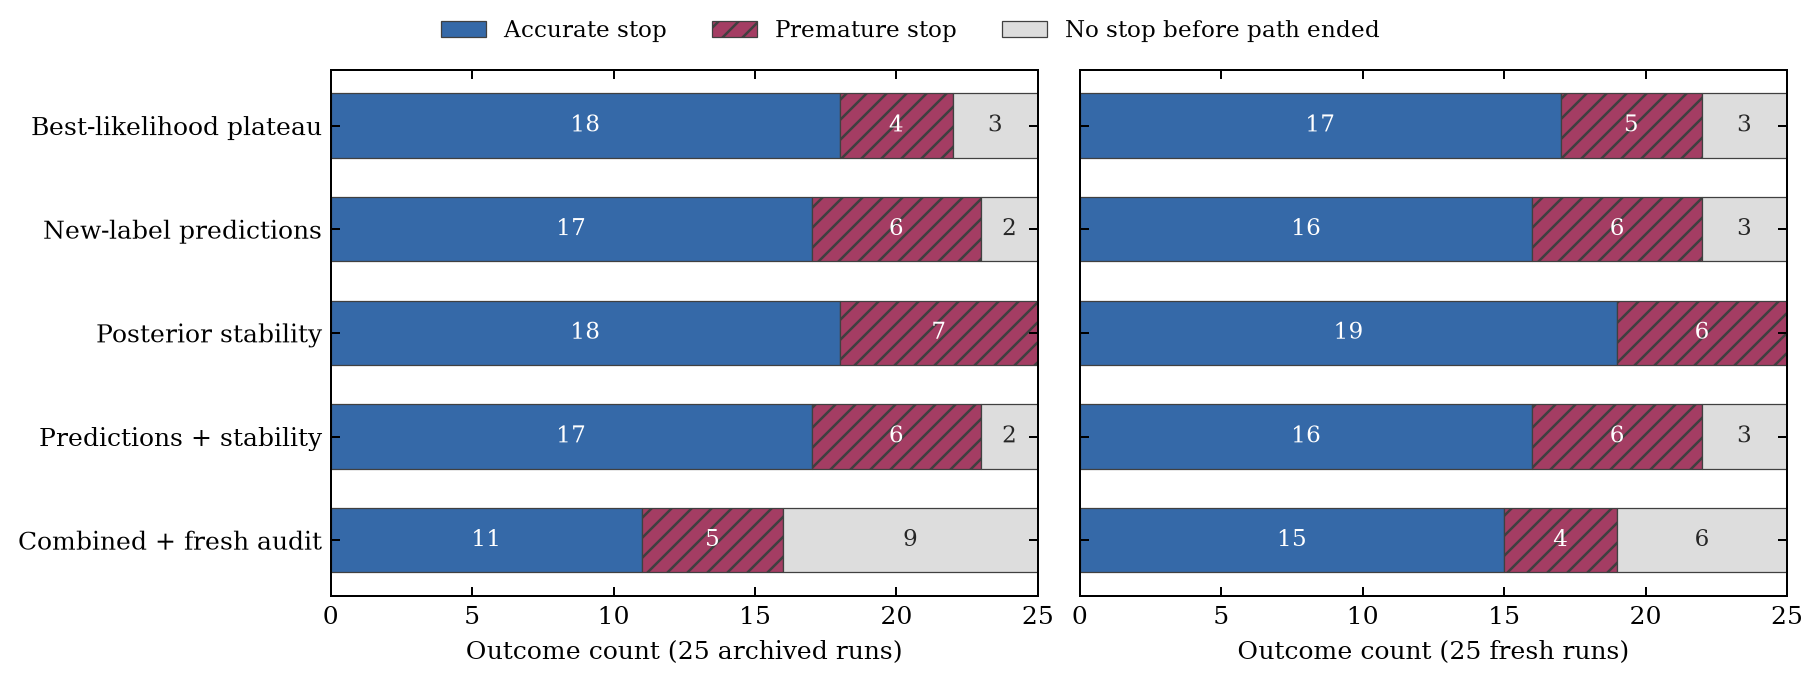 Accurate stop Premature stop No stop before path ended
Best-likelihood plateau 18 4 3 17 5 3
New-label predictions 17 6 2 16 6 3
Posterior stability 18 7 19 6
Predictions + stability 17 6 2 16 6 3
Combined + fresh audit 11 5 9 15 4 6
0 5 10 15 20 25 0 5 10 15 20 25
Outcome count (25 archived runs) Outcome count (25 fresh runs)